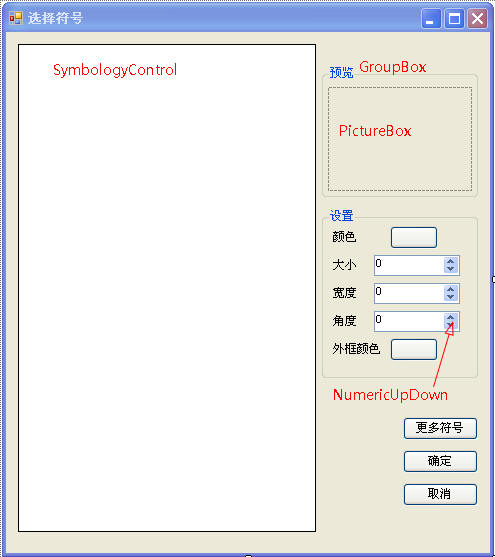 选择符号
SymbologyControl
预览 GroupBox
PictureBox
设置
颜色
大小 0
宽度 0
角度 0
外框颜色
NumericUpDown
更多符号
确定
取消